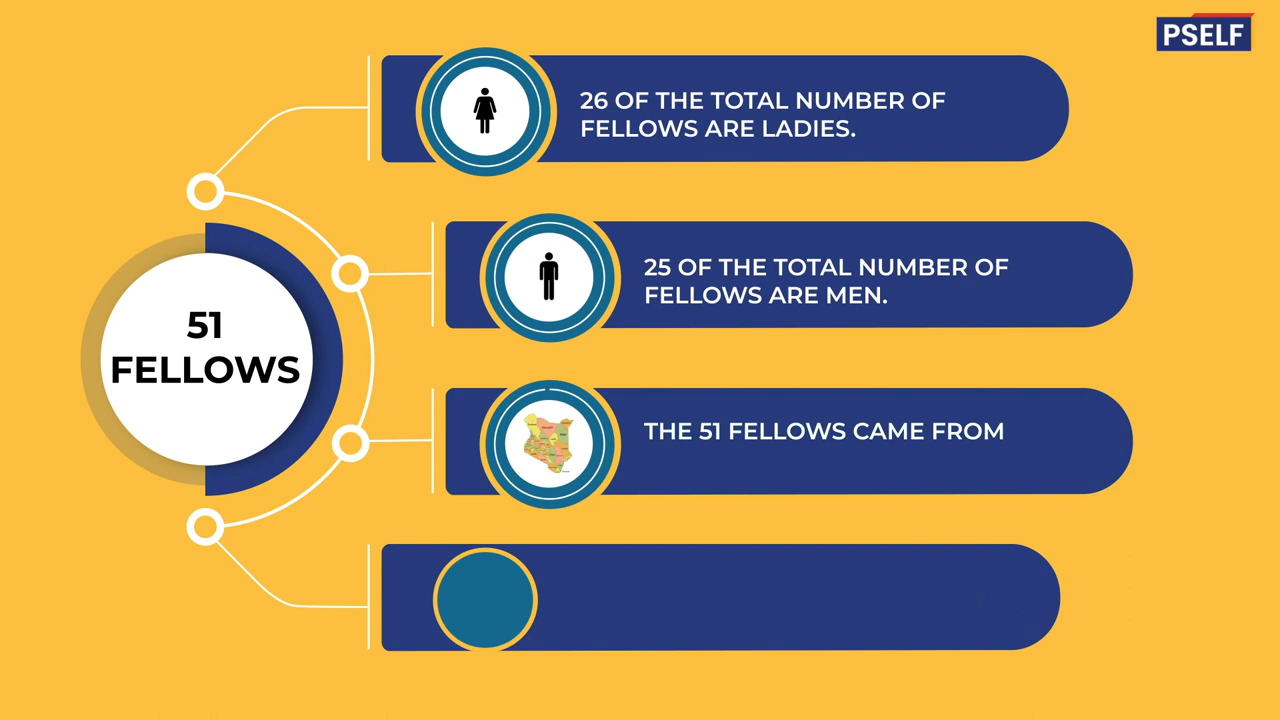 PSELF
26 OF THE TOTAL NUMBER OF
FELLOWS ARE LADIES.
25 OF THE TOTAL NUMBER OF
FELLOWS ARE MEN.
51
FELLOWS
THE 51 FELLOWS CAME FROM